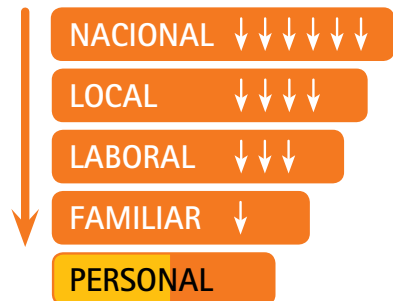 NACIONAL ↓ ↓ ↓ ↓ ↓ ↓
LOCAL ↓ ↓ ↓ ↓
LABORAL ↓ ↓ ↓
FAMILIAR ↓
PERSONAL